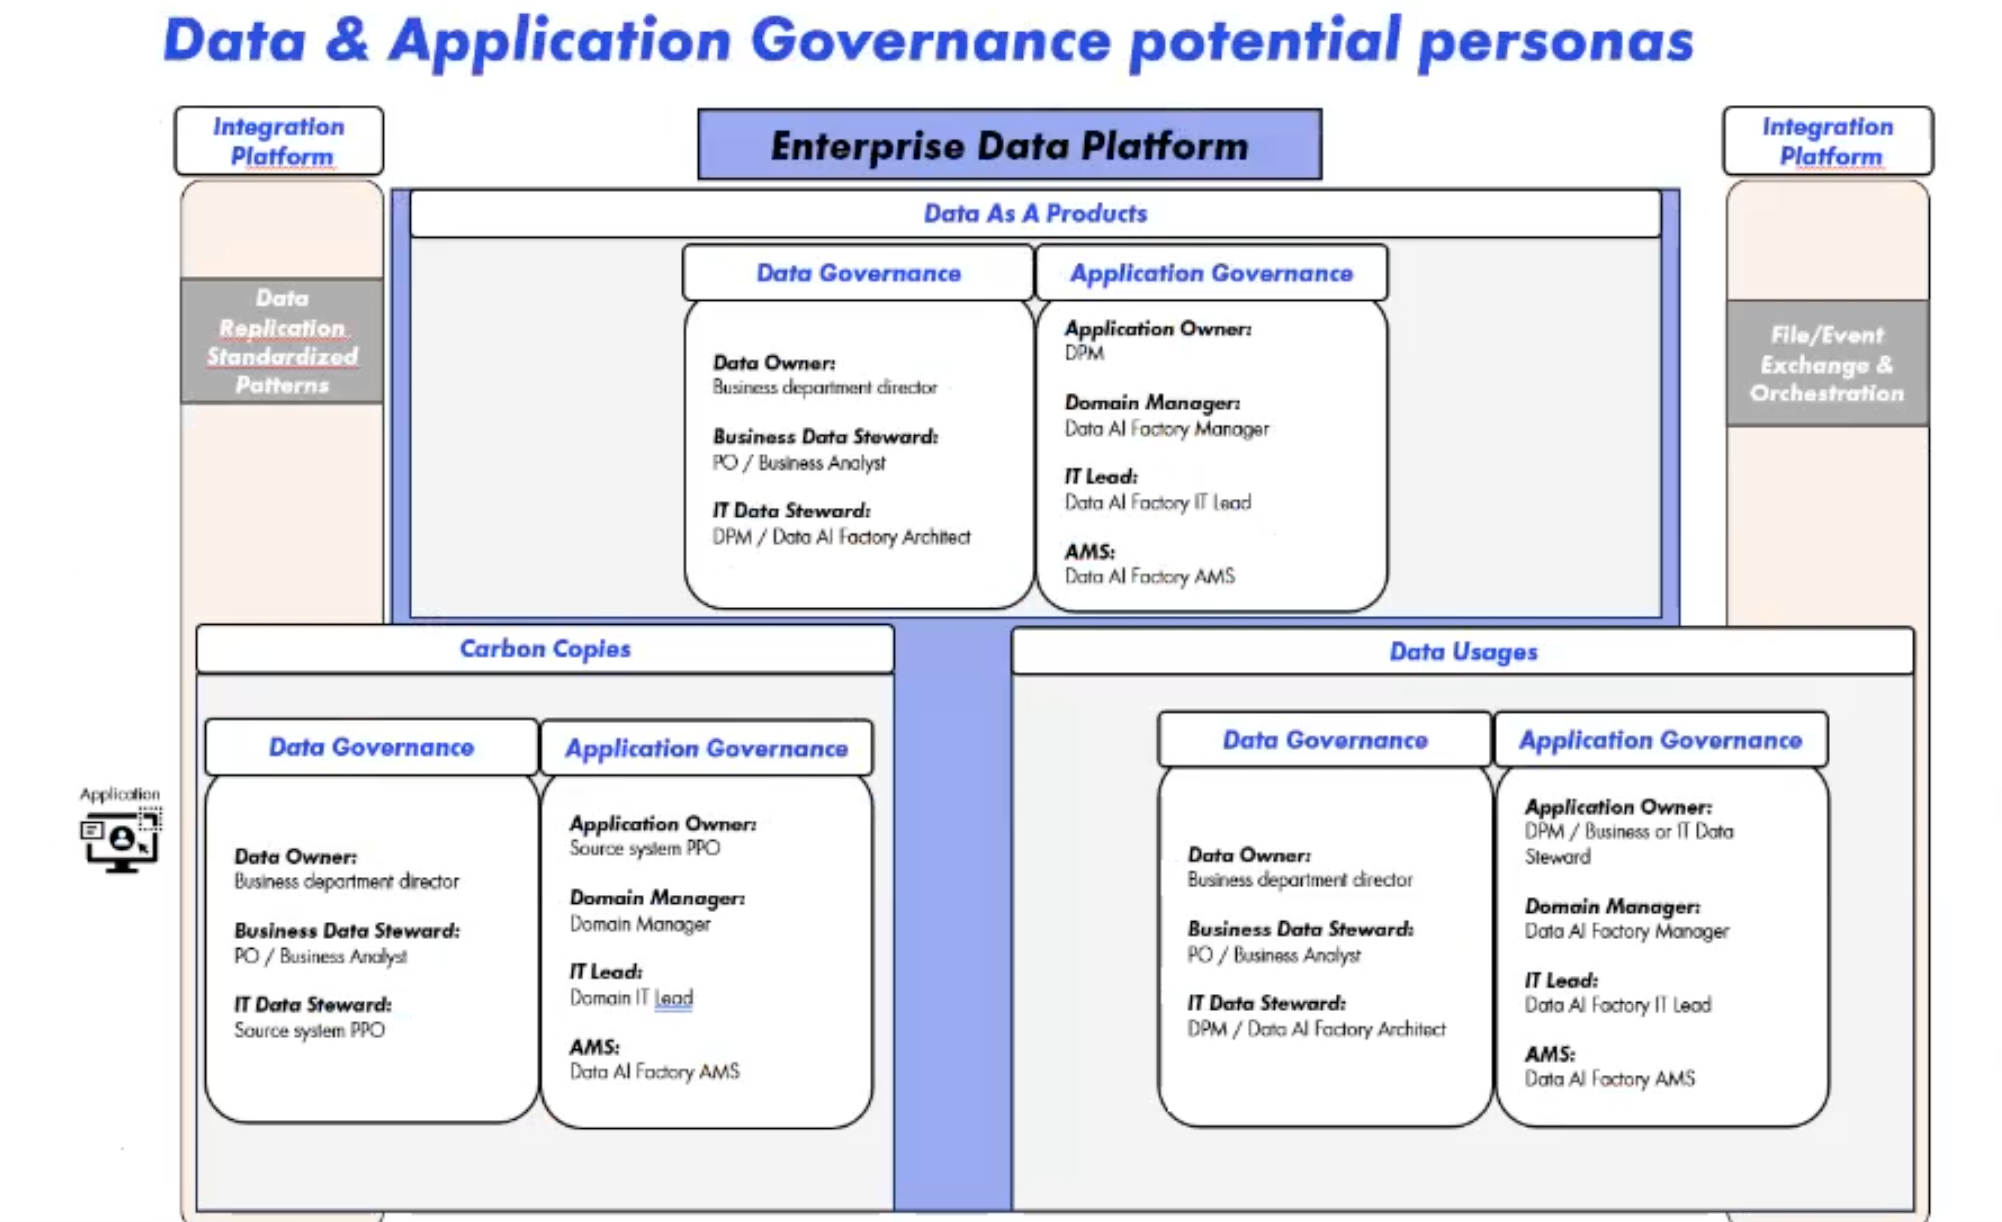 Data & Application Governance potential personas
Integration
Platform
Enterprise Data Platform
Integration
Platform
Data As A Products
Data Governance
Application Governance
Data
Replication
Standardized
Patterns
File/Event
Exchange &
Orchestration
Data Owner:
Business department director
Business Data Steward:
PO / Business Analyst
IT Data Steward:
DPM / Data AI Factory Architect
Application Owner:
DPM
Domain Manager:
Data AI Factory Manager
IT Lead:
Data AI Factory IT Lead
AMS:
Data AI Factory AMS
Carbon Copies
Data Governance
Application Governance
Application
Data Owner:
Business department director
Business Data Steward:
PO / Business Analyst
IT Data Steward:
Source system PPO
Application Owner:
Source system PPO
Domain Manager:
Domain Manager
IT Lead:
Domain IT Lead
AMS:
Data AI Factory AMS
Data Usages
Data Governance
Application Governance
Data Owner:
Business department director
Business Data Steward:
PO / Business Analyst
IT Data Steward:
DPM / Data AI Factory Architect
Application Owner:
DPM / Business or IT Data
Steward
Domain Manager:
Data AI Factory Manager
IT Lead:
Data AI Factory IT Lead
AMS:
Data AI Factory AMS